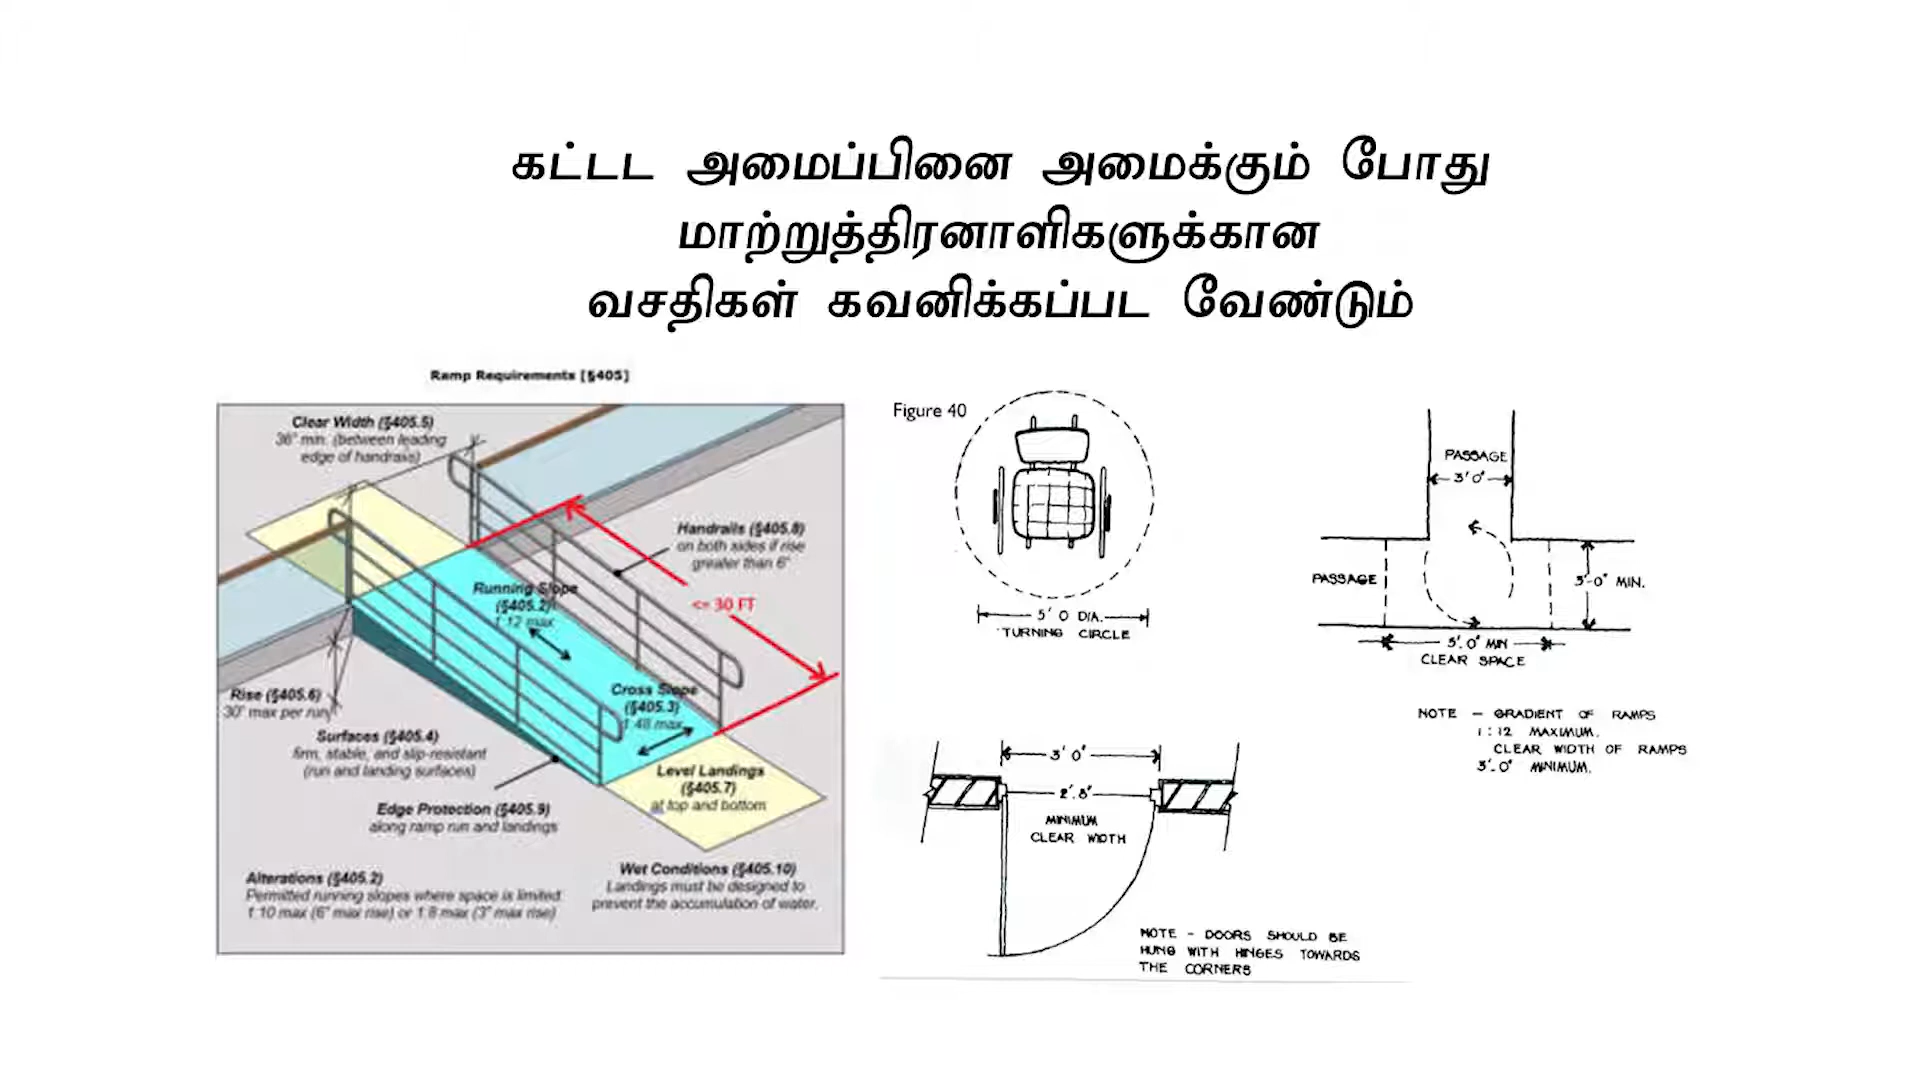 கட்டட அமைப்பினை அமைக்கும் போது
மாற்றுத்திரனாளிகளுக்கான
வசதிகள் கவனிக்கப்பட வேண்டும்
Ramp Requirements [§405]
Clear Width (§405.5)
36" min. (between leading
edge of handrails)
Handrails (§405.8)
on both sides if rise
greater than 6"
<= 30 FT
Running Slope
(§405.2)
1:12 max
Cross Slope
(§405.3)
1:48 max
Rise (§405.6)
30" max per run
Surfaces (§405.4)
firm, stable, and slip-resistant
(run and landing surfaces)
Level Landings
(§405.7)
at top and bottom
Edge Protection (§405.9)
along ramp run and landings
Alterations (§405.2)
Permitted running slopes where space is limited
1:10 max (6" max rise) or 1:8 max (3" max rise)
Wet Conditions (§405.10)
Landings must be designed to
prevent the accumulation of water.
Figure 40
5' 0 DIA.
TURNING CIRCLE
PASSAGE
3'0"
PASSAGE
3'-0" MIN.
5'.0" MIN
CLEAR SPACE
NOTE - GRADIENT OF RAMPS
1:12 MAXIMUM.
CLEAR WIDTH OF RAMPS
3'.0" MINIMUM.
3' 0"
2'.8"
MINIMUM
CLEAR WIDTH
NOTE - DOORS SHOULD BE
HUNG WITH HINGES TOWARDS
THE CORNERS